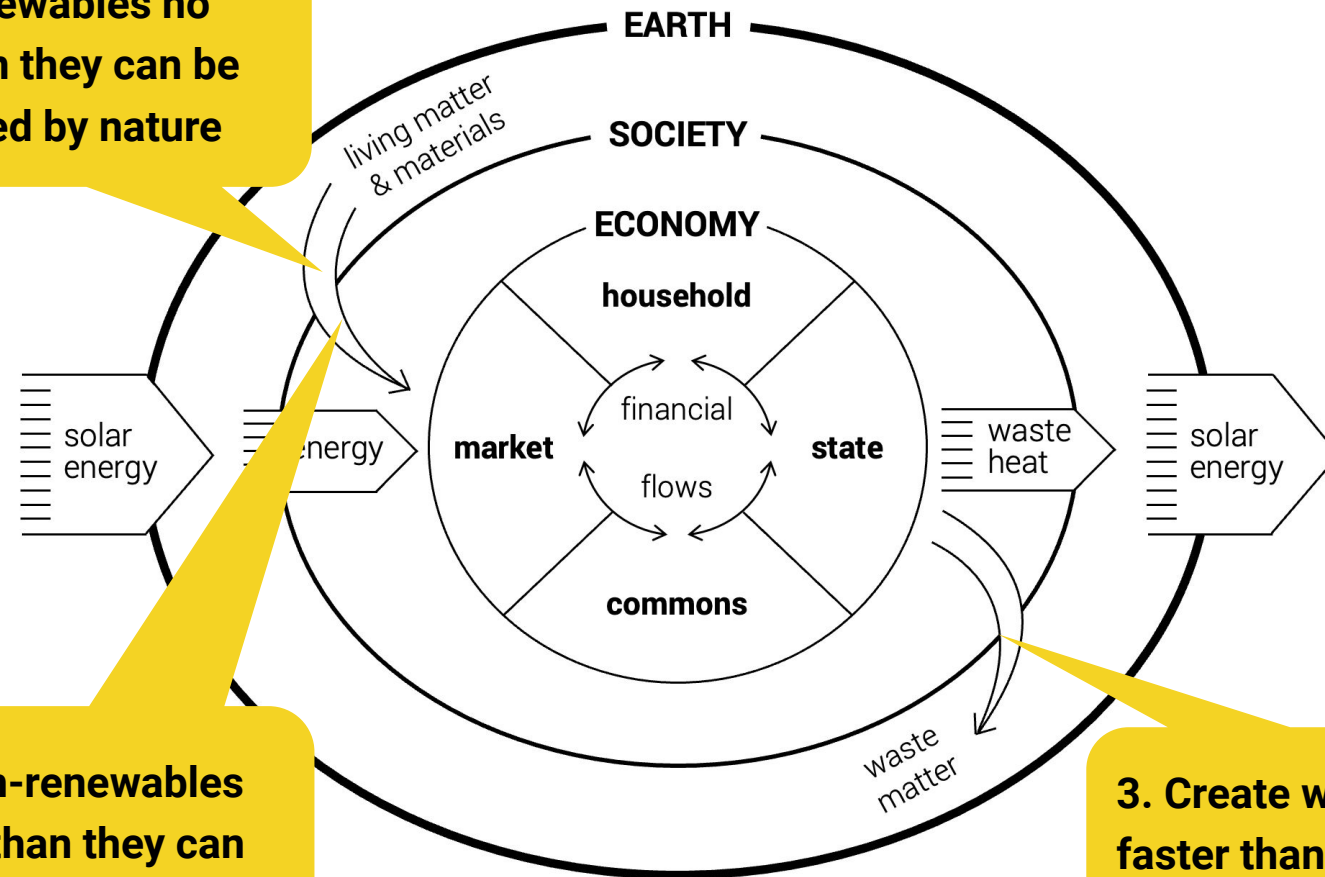 ewables no
n they can be
ed by nature
EARTH
living matter
& materials
SOCIETY
ECONOMY
household
solar
energy
energy
market
financial
flows
state
waste
heat
solar
energy
commons
waste
matter
n-renewables
than they can
3. Create w
faster than